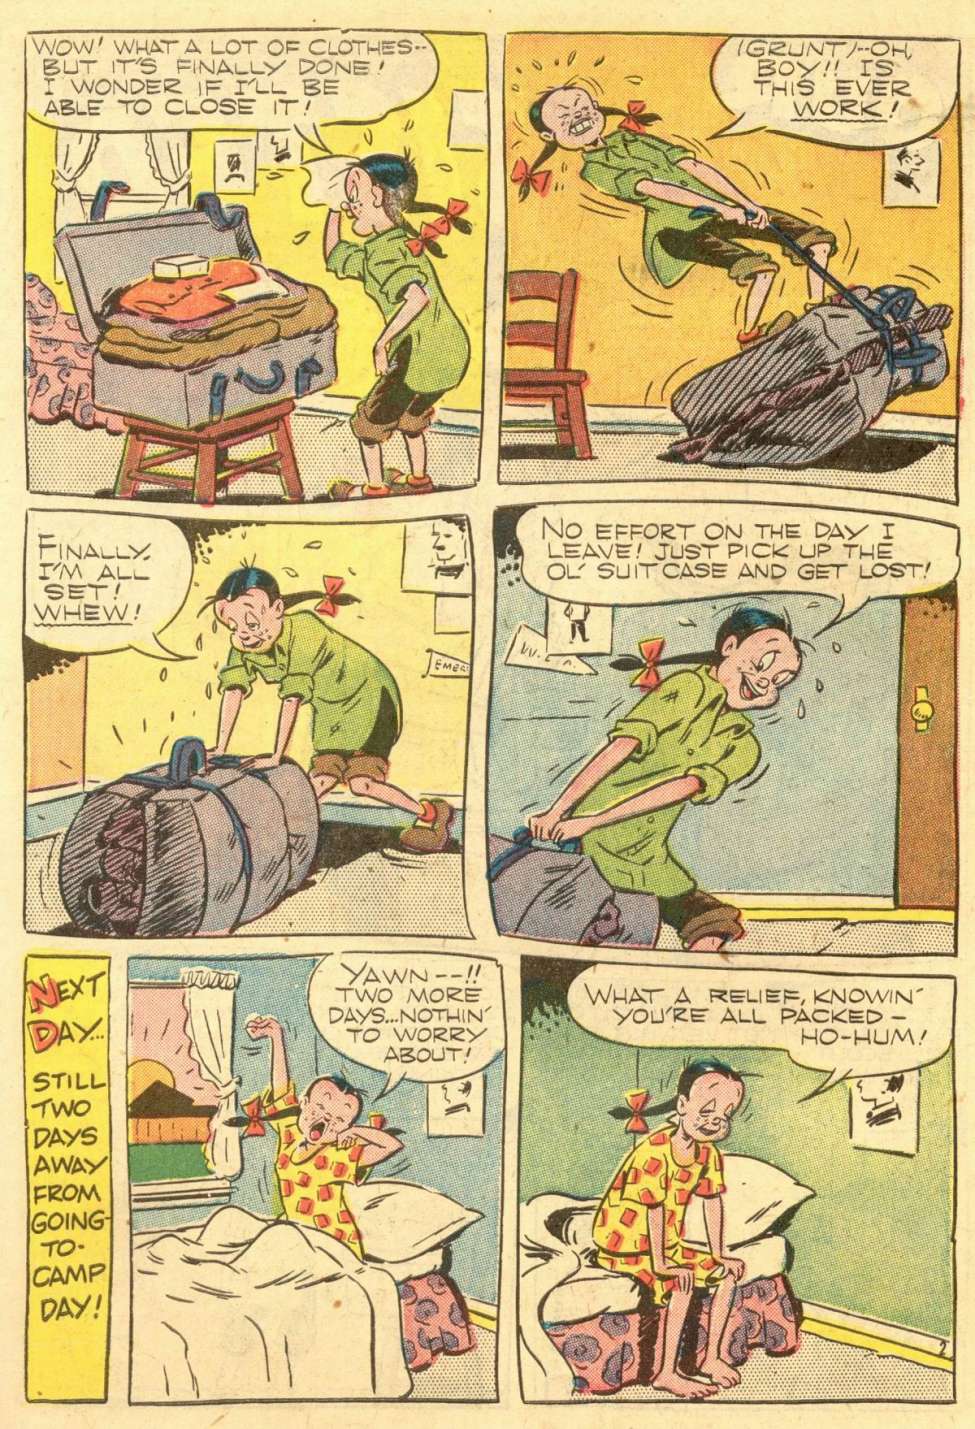 WOW! WHAT A LOT OF CLOTHES--
BUT IT'S FINALLY DONE!
I WONDER IF I'LL BE
ABLE TO CLOSE IT!
(GRUNT)--OH,
BOY!! IS
THIS EVER
WORK!
FINALLY,
I'M ALL
SET!
WHEW!
EMER
NO EFFORT ON THE DAY I
LEAVE! JUST PICK UP THE
OL' SUITCASE AND GET LOST!
NEXT
DAY...
STILL
TWO
DAYS
AWAY
FROM
GOING-
TO-
CAMP
DAY!
YAWN--!!
TWO MORE
DAYS...NOTHIN'
TO WORRY
ABOUT!
WHAT A RELIEF, KNOWIN'
YOU'RE ALL PACKED-
HO-HUM!
2